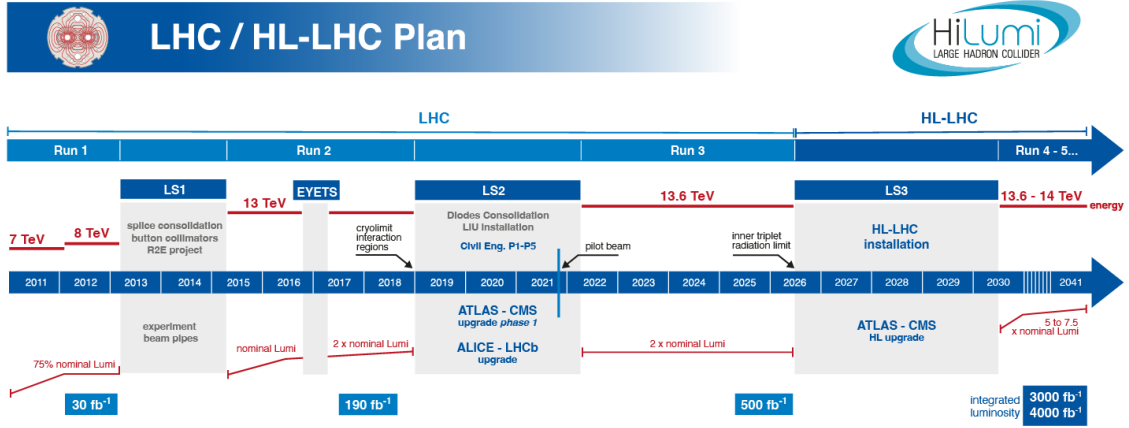 LHC / HL-LHC Plan
HiLumi
LARGE HADRON COLLIDER
LHC
HL-LHC
Run 1
Run 2
Run 3
Run 4 - 5...
LS1
EYETS
LS2
LS3
13 TeV
13.6 TeV
13.6 - 14 TeV
energy
7 TeV
8 TeV
splice consolidation
button collimators
R2E project
cryolimit
interaction
regions
Diodes Consolidation
LIU Installation
Civil Eng. P1-P5
pilot beam
inner triplet
radiation limit
HL-LHC
installation
2011
2012
2013
2014
2015
2016
2017
2018
2019
2020
2021
2022
2023
2024
2025
2026
2027
2028
2029
2030
2041
experiment
beam pipes
ATLAS - CMS
upgrade phase 1
ALICE - LHCb
upgrade
ATLAS - CMS
HL upgrade
5 to 7.5
x nominal Lumi
75% nominal Lumi
nominal Lumi
2 x nominal Lumi
2 x nominal Lumi
30 fb⁻¹
190 fb⁻¹
500 fb⁻¹
integrated
luminosity
3000 fb⁻¹
4000 fb⁻¹